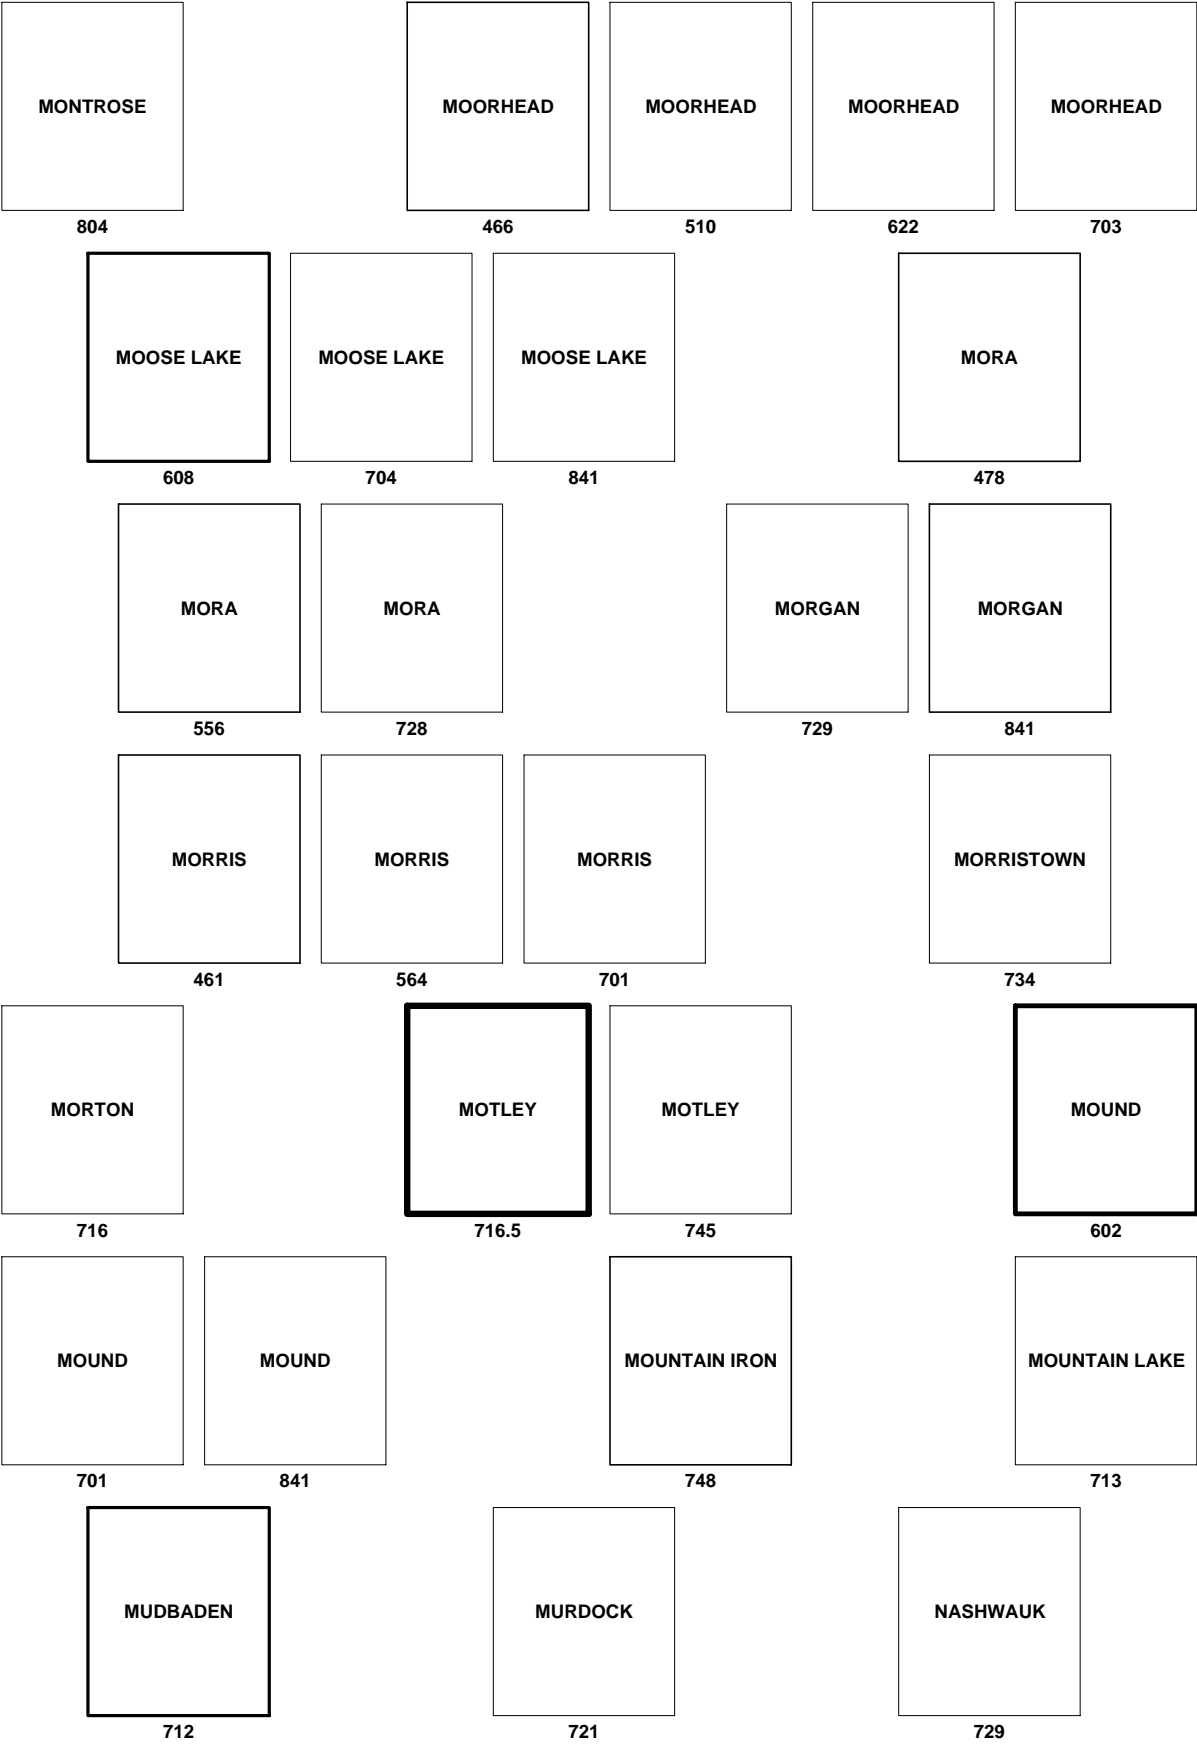 MONTROSE MOORHEAD MOORHEAD MOORHEAD MOORHEAD
804 466 510 622 703
MOOSE LAKE MOOSE LAKE MOOSE LAKE MORA
608 704 841 478
MORA MORA MORGAN MORGAN
556 728 729 841
MORRIS MORRIS MORRIS MORRISTOWN
461 564 701 734
MORTON MOTLEY MOTLEY MOUND
716 716.5 745 602
MOUND MOUND MOUNTAIN IRON MOUNTAIN LAKE
701 841 748 713
MUDBADEN MURDOCK NASHWAUK
712 721 729